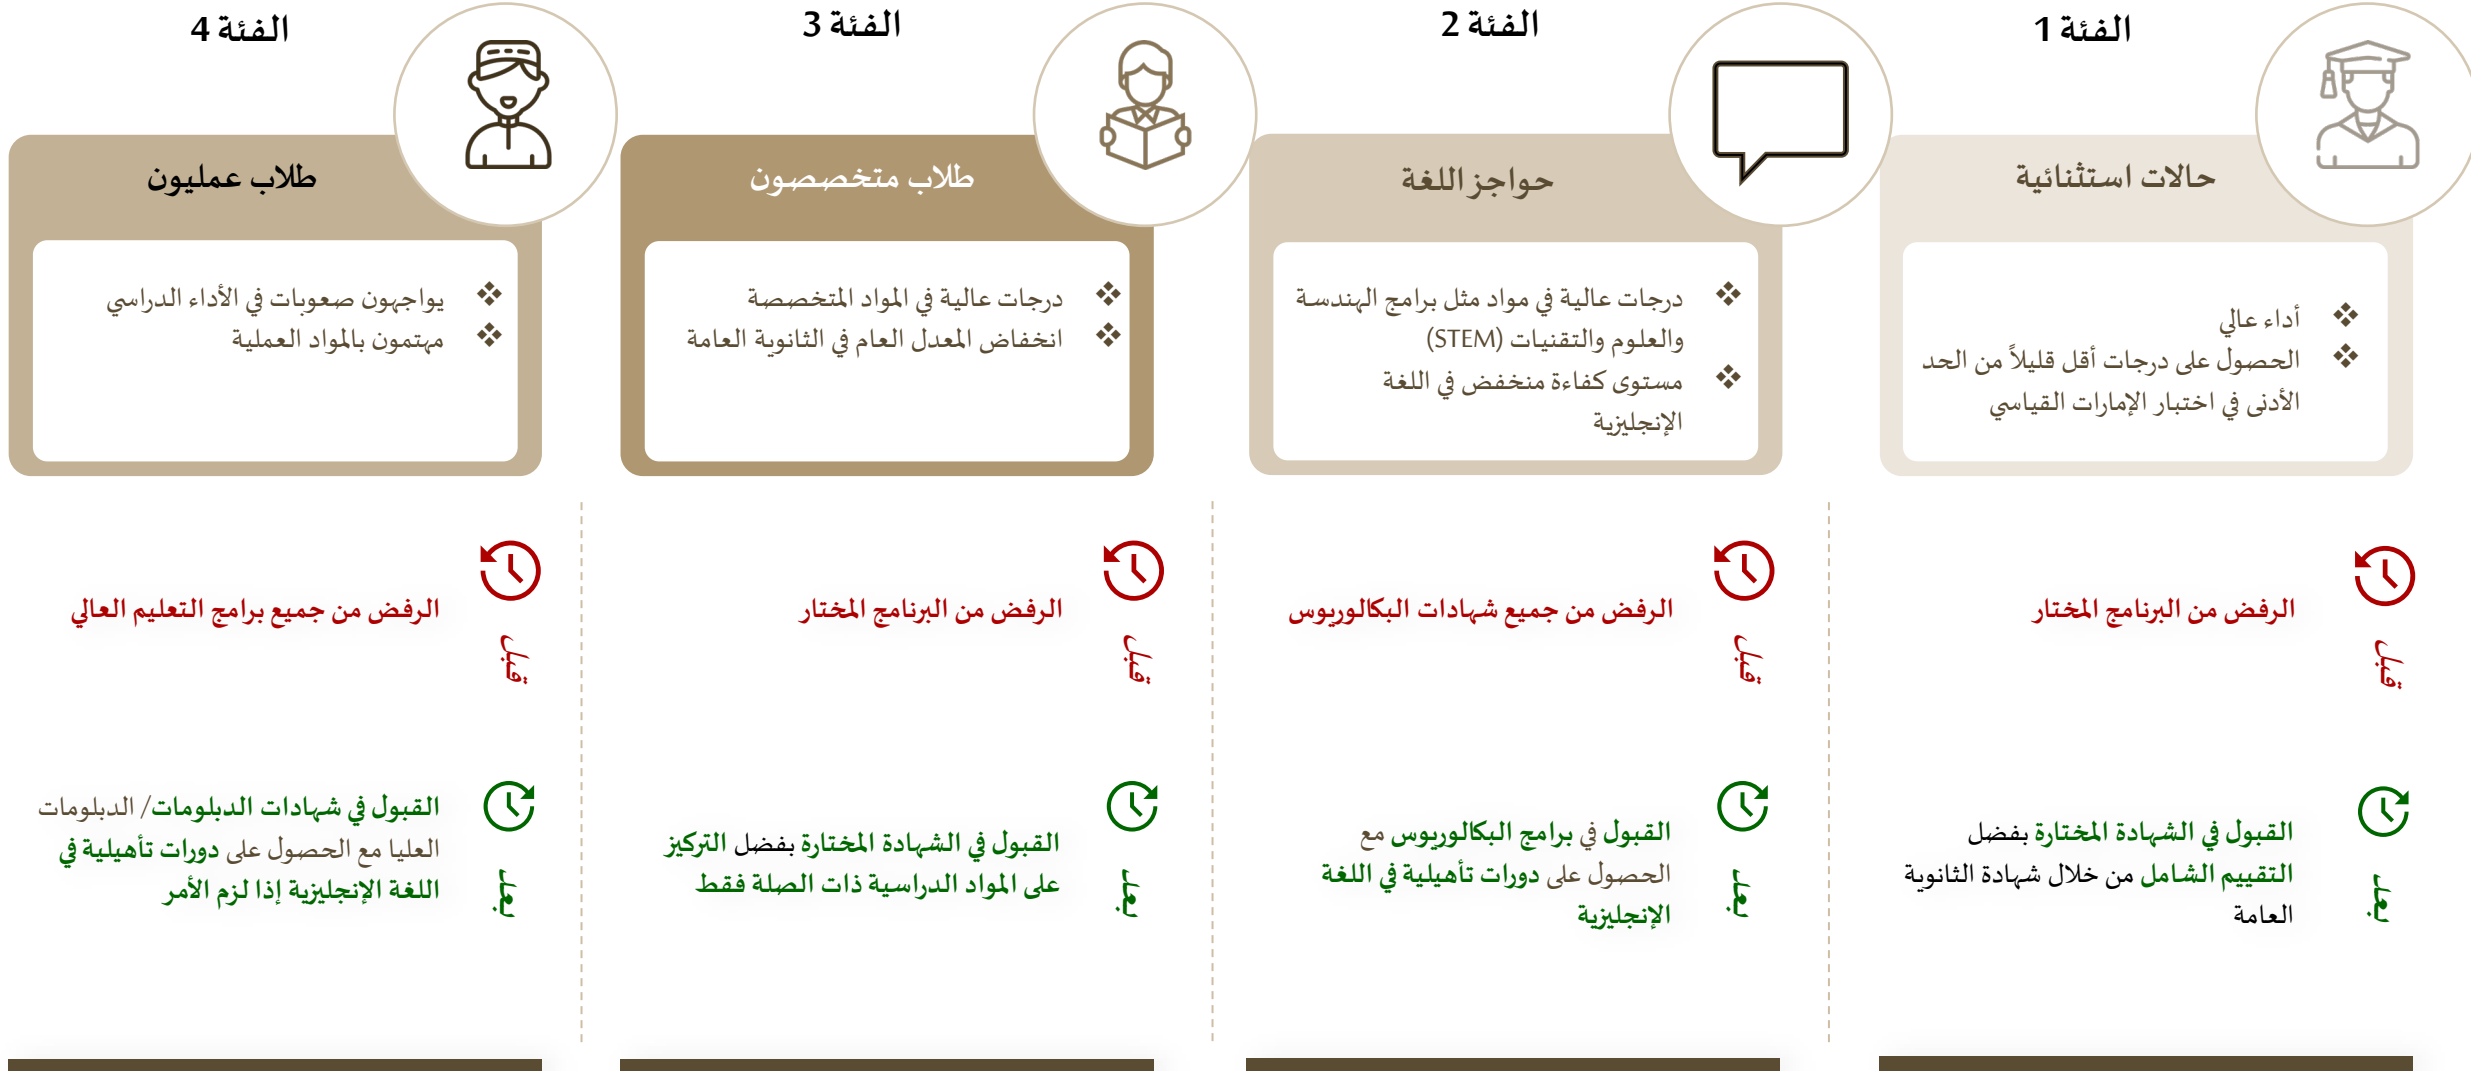 الفئة 1
حالات استثنائية
❖ أداء عالي
❖ الحصول على درجات أقل قليلاً من الحد
الأدنى في اختبار الإمارات القياسي
قبل
الرفض من البرنامج المختار
بعد
القبول في الشهادة المختارة بفضل
التقييم الشامل من خلال شهادة الثانوية
العامة
الفئة 2
حواجز اللغة
❖ درجات عالية في مواد مثل برامج الهندسة
والعلوم والتقنيات (STEM)
❖ مستوى كفاءة منخفض في اللغة
الإنجليزية
قبل
الرفض من جميع شهادات البكالوريوس
بعد
القبول في برامج البكالوريوس مع
الحصول على دورات تأهيلية في اللغة
الإنجليزية
الفئة 3
طلاب متخصصون
❖ درجات عالية في المواد المتخصصة
❖ انخفاض المعدل العام في الثانوية العامة
قبل
الرفض من البرنامج المختار
بعد
القبول في الشهادة المختارة بفضل التركيز
على المواد الدراسية ذات الصلة فقط
الفئة 4
طلاب عمليون
❖ يواجهون صعوبات في الأداء الدراسي
❖ مهتمون بالمواد العملية
قبل
الرفض من جميع برامج التعليم العالي
بعد
القبول في شهادات الدبلومات/ الدبلومات
العليا مع الحصول على دورات تأهيلية في
اللغة الإنجليزية إذا لزم الأمر